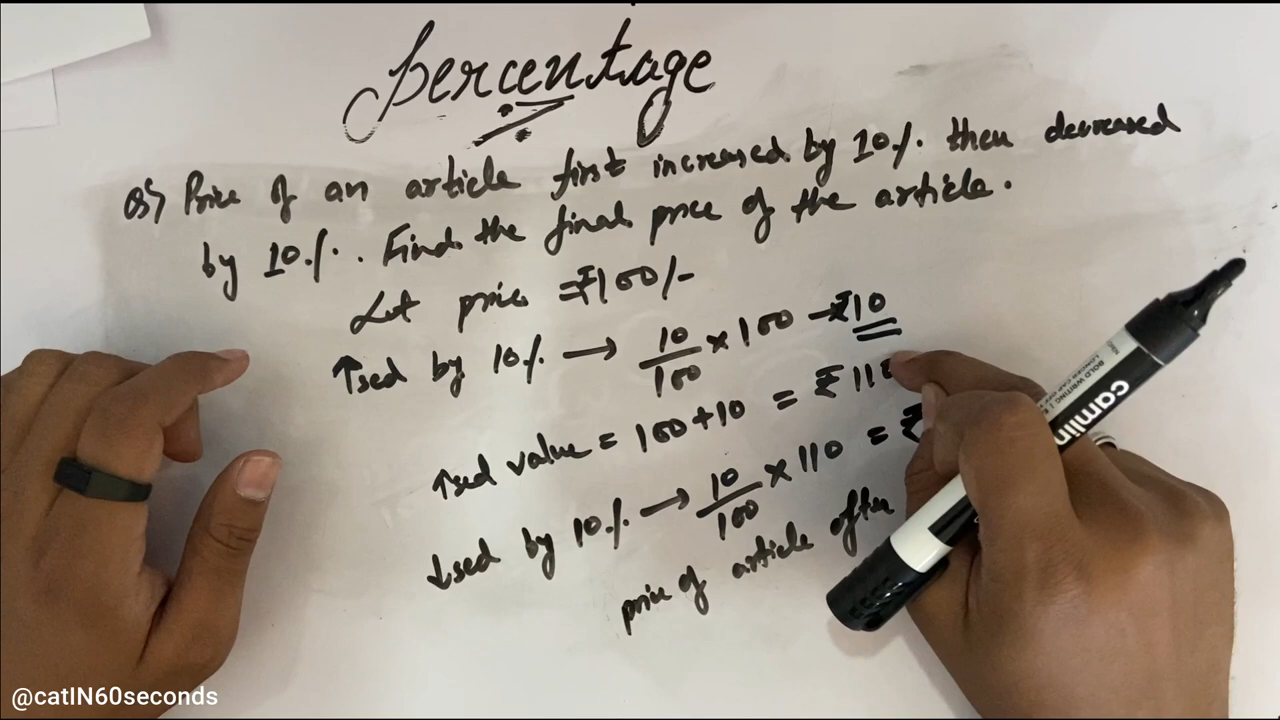 Percentage
Q5) Price of an article first increased by 10%. then decreased
by 10%. Find the final price of the article.
Let price = ₹100/-
↑sed by 10% → 10/100 × 100 → ₹10
↑sed value = 100 + 10 = ₹110
↓sed by 10% → 10/100 × 110 = ₹
price of article after
camlin
@catIN60seconds